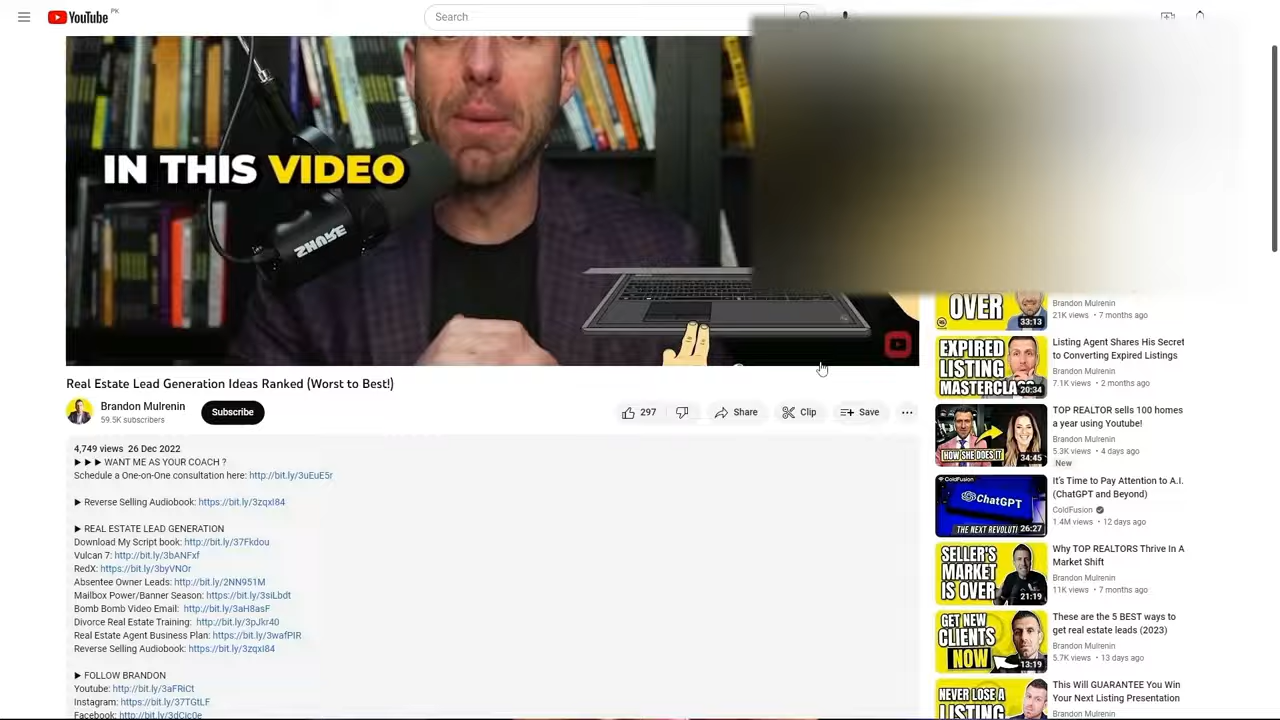 YouTube PK
Search
IN THIS VIDEO
Real Estate Lead Generation Ideas Ranked (Worst to Best!)
Brandon Mulrenin
59.5K subscribers
Subscribe
297
Share
Clip
Save
4,749 views 26 Dec 2022
► ► ► WANT ME AS YOUR COACH ?
Schedule a One-on-One consultation here: http://bit.ly/3uEuE5r
► Reverse Selling Audiobook: https://bit.ly/3zqxI84
► REAL ESTATE LEAD GENERATION
Download My Script book: http://bit.ly/37Fkdou
Vulcan 7: http://bit.ly/3bANFxf
RedX: https://bit.ly/3byVNOr
Absentee Owner Leads: http://bit.ly/2NN951M
Mailbox Power/Banner Season: https://bit.ly/3siLbdt
Bomb Bomb Video Email: http://bit.ly/3aH8asF
Divorce Real Estate Training: http://bit.ly/3pJkr40
Real Estate Agent Business Plan: https://bit.ly/3wafPIR
Reverse Selling Audiobook: https://bit.ly/3zqxI84
► FOLLOW BRANDON
Youtube: http://bit.ly/3aFRiCt
Instagram: https://bit.ly/37TGtLF
Facebook: http://bit.ly/3dCjc0e
OVER
33:13
Brandon Mulrenin
21K views • 7 months ago
EXPIRED
LISTING
MASTERCLASS
20:34
Listing Agent Shares His Secret
to Converting Expired Listings
Brandon Mulrenin
7.1K views • 2 months ago
HOW SHE DOES IT
34:45
TOP REALTOR sells 100 homes
a year using Youtube!
Brandon Mulrenin
5.3K views • 4 days ago
New
ColdFusion
ChatGPT
THE NEXT REVOLUTI
26:27
It's Time to Pay Attention to A.I.
(ChatGPT and Beyond)
ColdFusion
1.4M views • 12 days ago
SELLER'S
MARKET
IS OVER
21:19
Why TOP REALTORS Thrive In A
Market Shift
Brandon Mulrenin
11K views • 7 months ago
GET NEW
CLIENTS
NOW
13:19
These are the 5 BEST ways to
get real estate leads (2023)
Brandon Mulrenin
5.7K views • 13 days ago
NEVER LOSE A
LISTING
This Will GUARANTEE You Win
Your Next Listing Presentation
Brandon Mulrenin